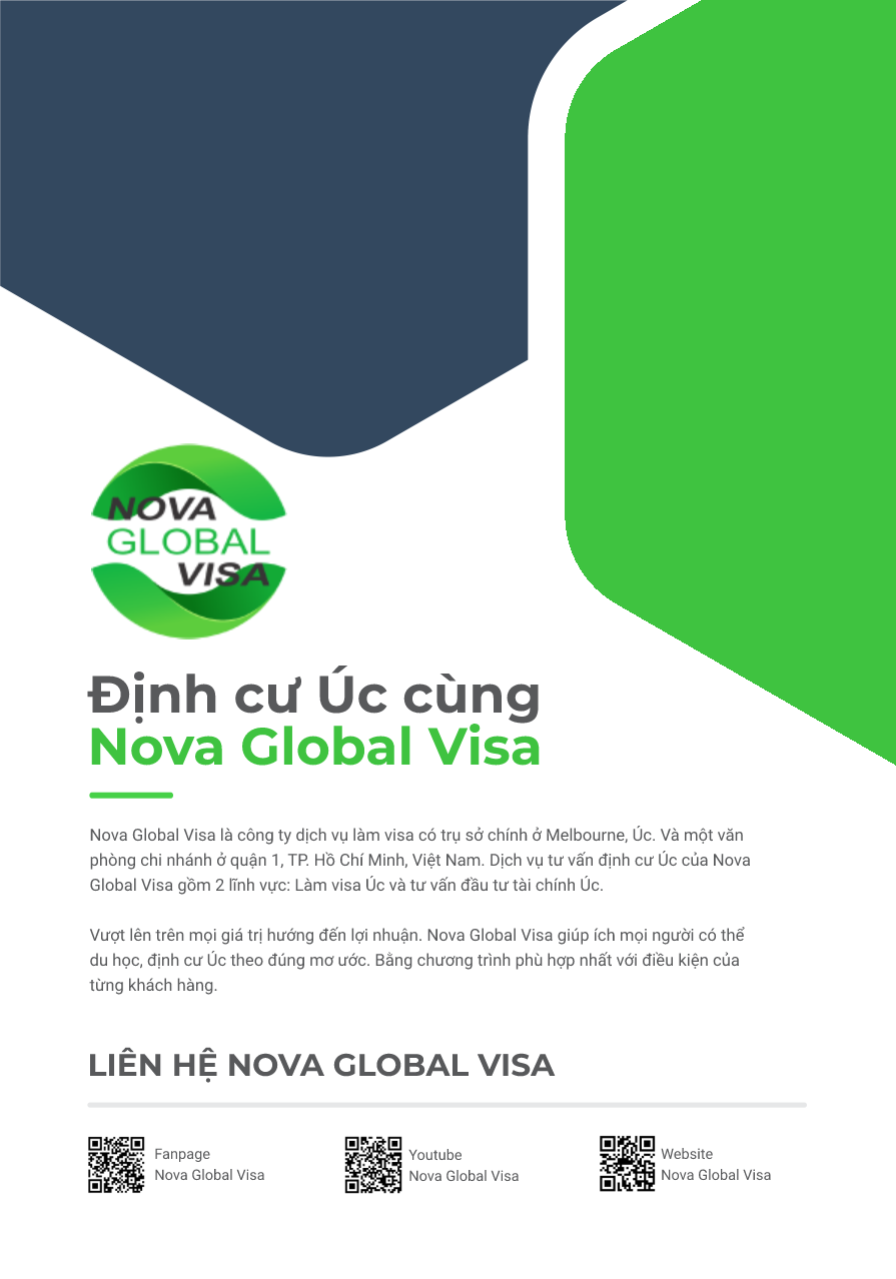 NOVA
GLOBAL
VISA
Định cư Úc cùng
Nova Global Visa
Nova Global Visa là công ty dịch vụ làm visa có trụ sở chính ở Melbourne, Úc. Và một văn
phòng chi nhánh ở quận 1, TP. Hồ Chí Minh, Việt Nam. Dịch vụ tư vấn định cư Úc của Nova
Global Visa gồm 2 lĩnh vực: Làm visa Úc và tư vấn đầu tư tài chính Úc.
Vượt lên trên mọi giá trị hướng đến lợi nhuận. Nova Global Visa giúp ích mọi người có thể
du học, định cư Úc theo đúng mơ ước. Bằng chương trình phù hợp nhất với điều kiện của
từng khách hàng.
LIÊN HỆ NOVA GLOBAL VISA
Fanpage
Nova Global Visa
Youtube
Nova Global Visa
Website
Nova Global Visa